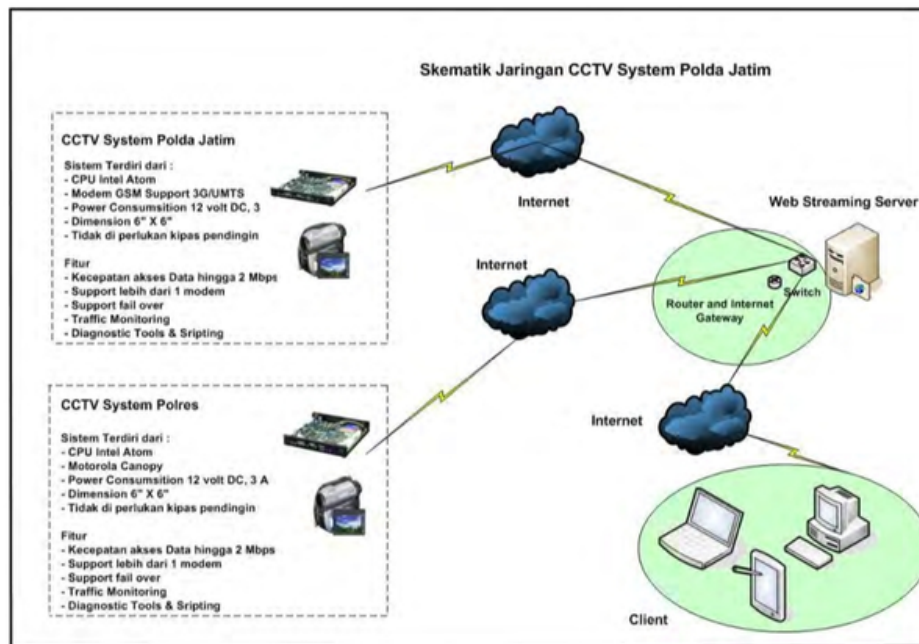 Skematik Jaringan CCTV System Polda Jatim
CCTV System Polda Jatim
Sistem Terdiri dari :
- CPU Intel Atom
- Modem GSM Support 3G/UMTS
- Power Consumsition 12 volt DC, 3
- Dimension 6" X 6"
- Tidak di perlukan kipas pendingin
Fitur
- Kecepatan akses Data hingga 2 Mbps
- Support lebih dari 1 modem
- Support fail over
- Traffic Monitoring
- Diagnostic Tools & Sripting
CCTV System Polres
Sistem Terdiri dari :
- CPU Intel Atom
- Motorola Canopy
- Power Consumsition 12 volt DC, 3 A
- Dimension 6" X 6"
- Tidak di perlukan kipas pendingin
Fitur
- Kecepatan akses Data hingga 2 Mbps
- Support lebih dari 1 modem
- Support fail over
- Traffic Monitoring
- Diagnostic Tools & Sripting
Internet
Internet
Web Streaming Server
Switch
Router and Internet
Gateway
Internet
Client